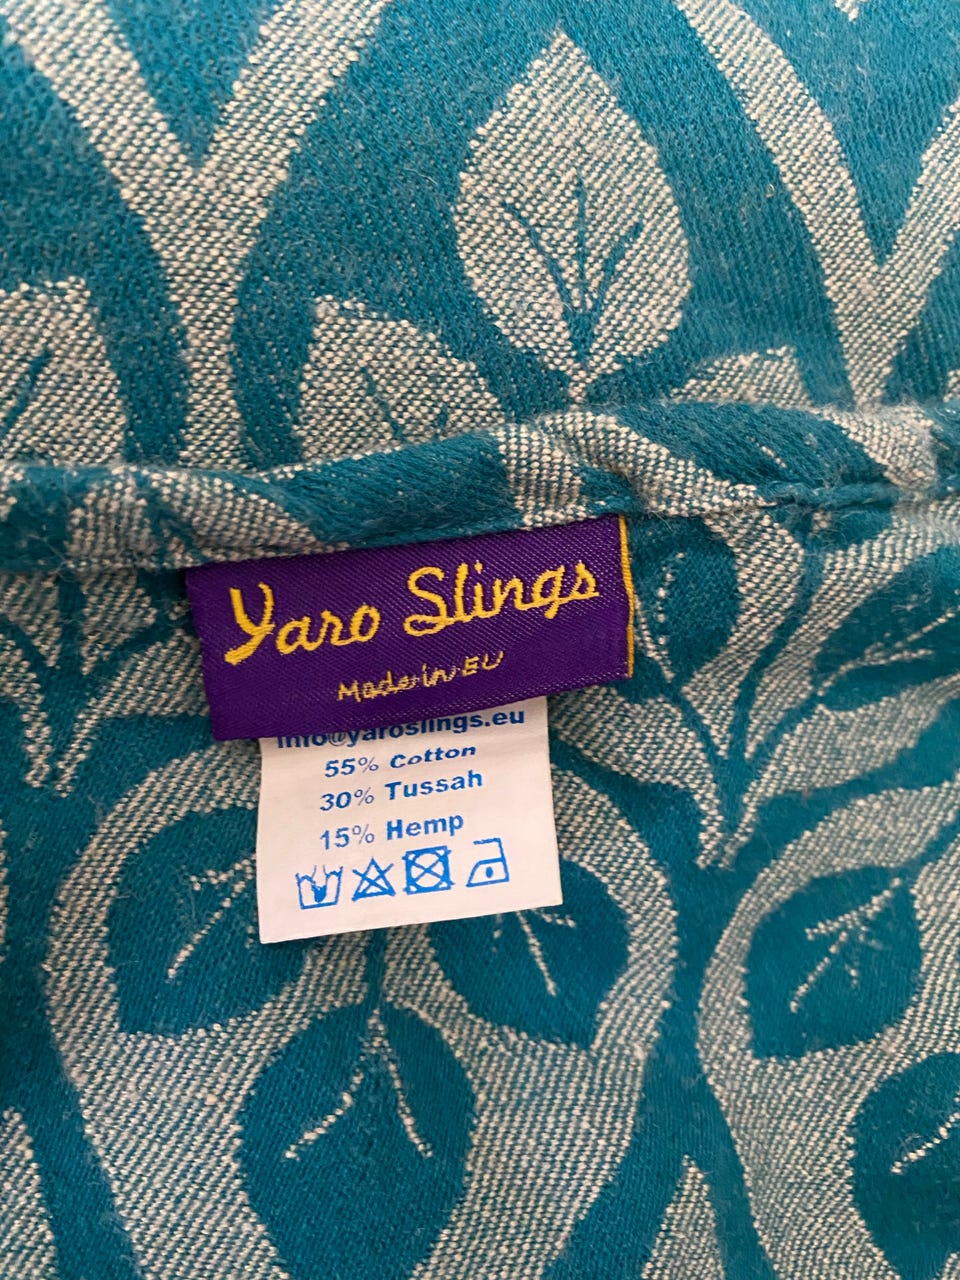 Yaro Slings
Made in EU
info@yaroslings.eu
55% Cotton
30% Tussah
15% Hemp